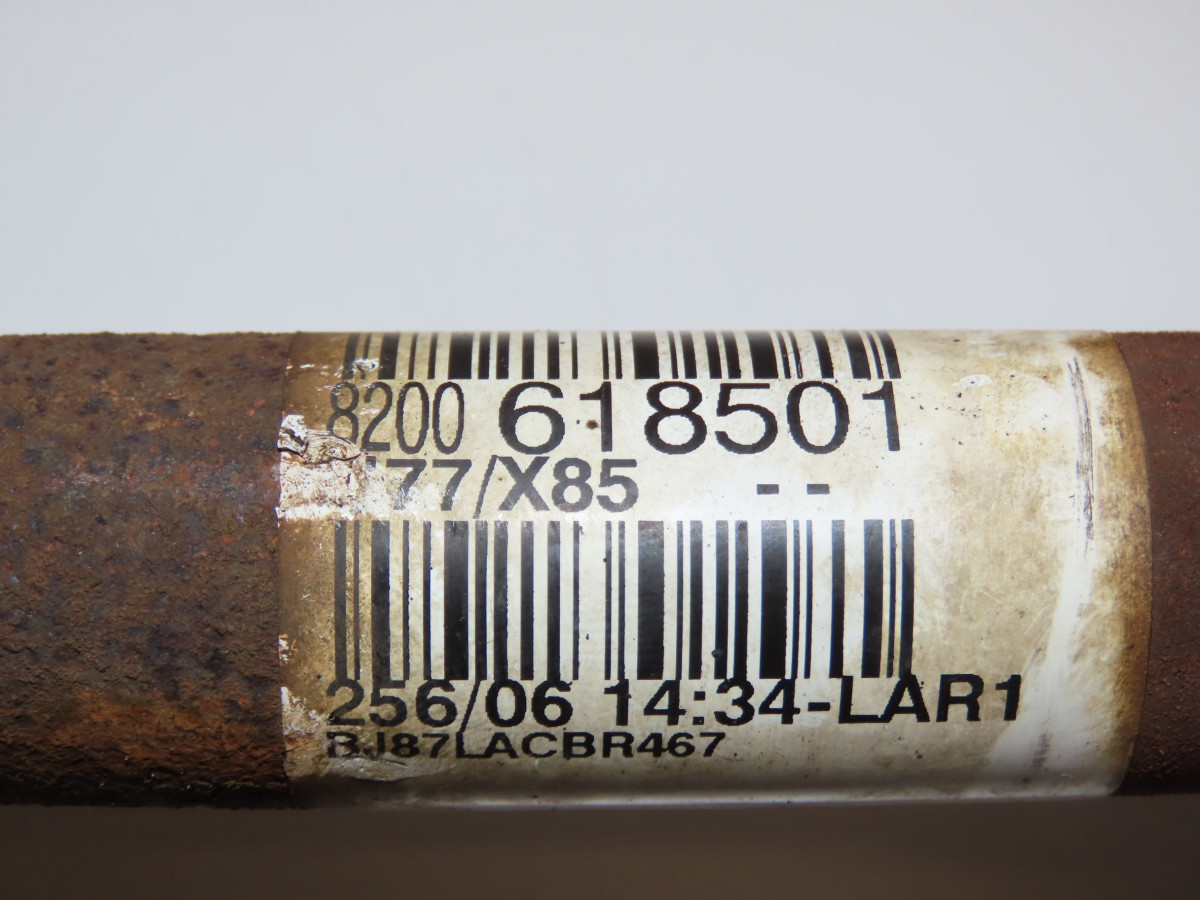 8200 618501
77/X85 --
256/06 14:34-LAR1
BJ87LACBR467